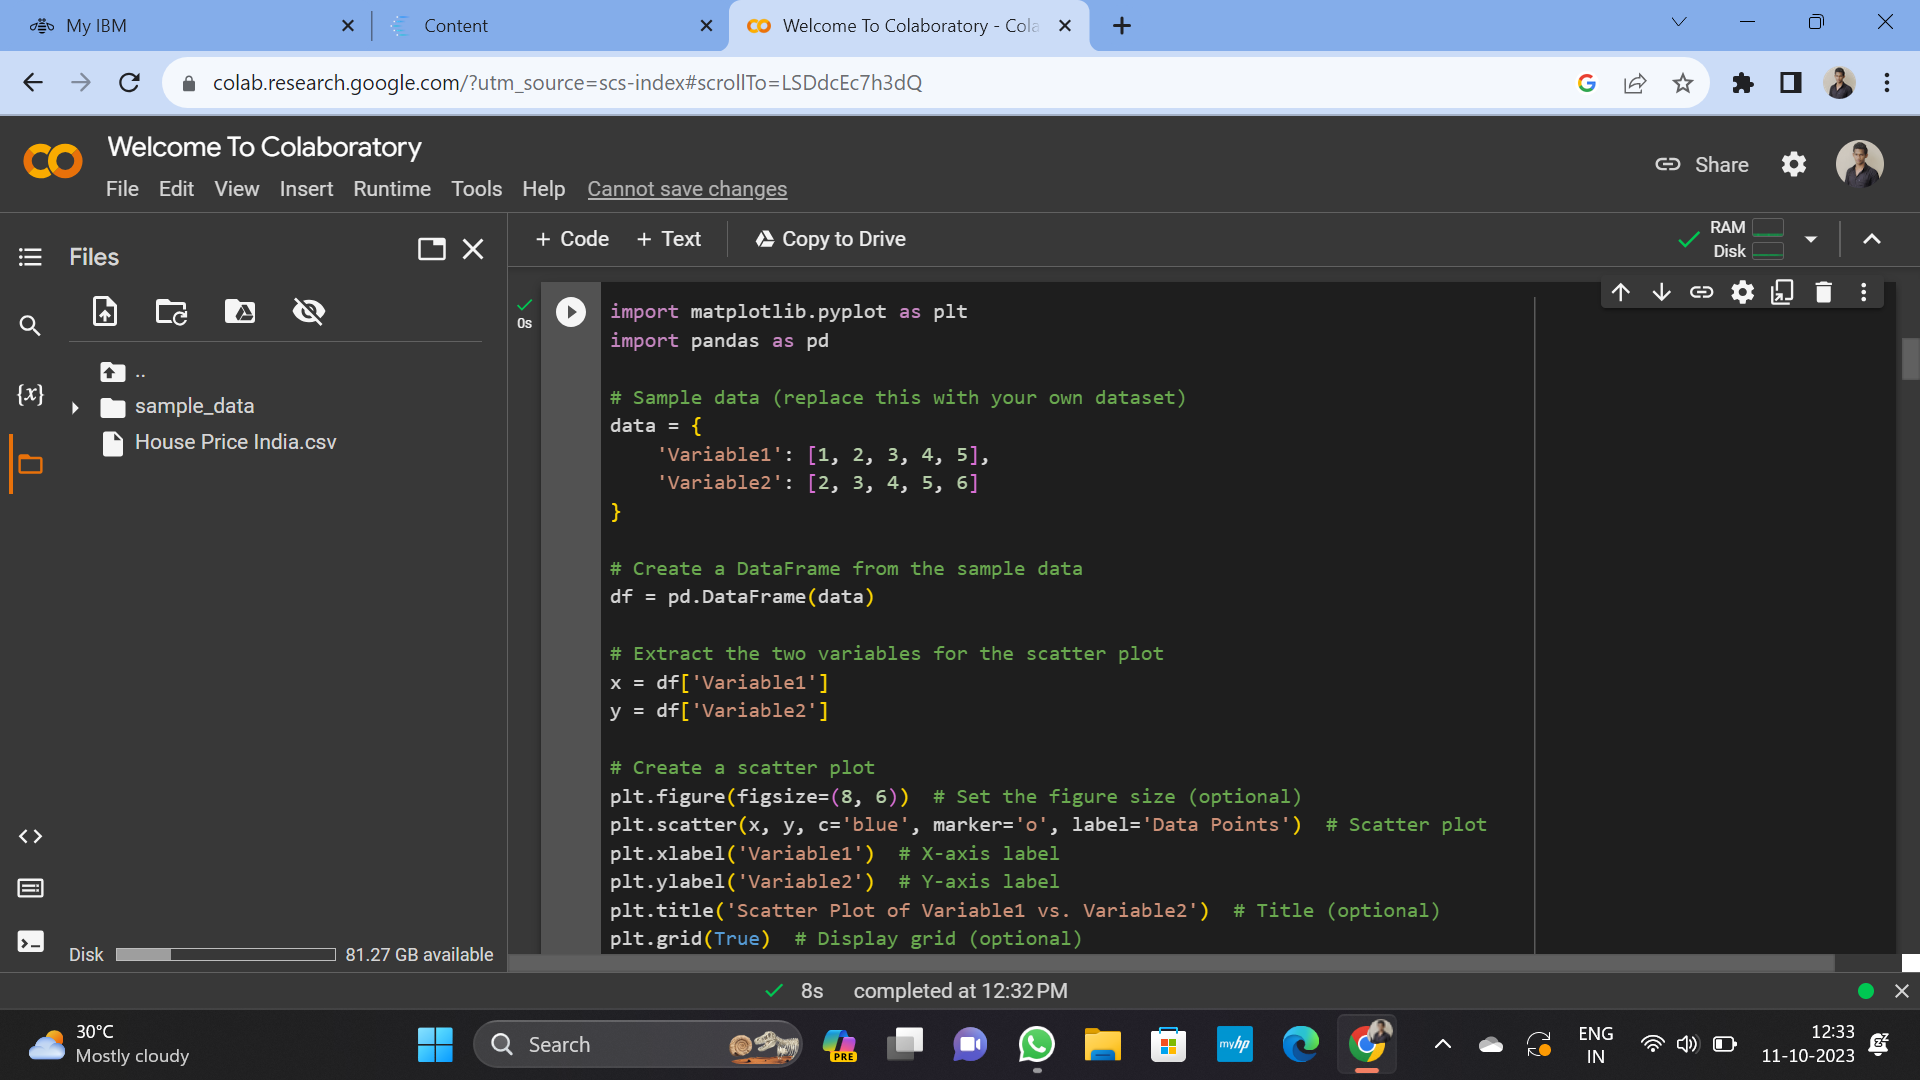 My IBM
Content
Welcome To Colaboratory - Cola
colab.research.google.com/?utm_source=scs-index#scrollTo=LSDdcEc7h3dQ
Welcome To Colaboratory
File Edit View Insert Runtime Tools Help Cannot save changes
Share
Files
+ Code + Text Copy to Drive
RAM
Disk
{x}
..
sample_data
House Price India.csv
0s
import matplotlib.pyplot as plt
import pandas as pd
# Sample data (replace this with your own dataset)
data = {
    'Variable1': [1, 2, 3, 4, 5],
    'Variable2': [2, 3, 4, 5, 6]
}
# Create a DataFrame from the sample data
df = pd.DataFrame(data)
# Extract the two variables for the scatter plot
x = df['Variable1']
y = df['Variable2']
# Create a scatter plot
plt.figure(figsize=(8, 6))  # Set the figure size (optional)
plt.scatter(x, y, c='blue', marker='o', label='Data Points')  # Scatter plot
plt.xlabel('Variable1')  # X-axis label
plt.ylabel('Variable2')  # Y-axis label
plt.title('Scatter Plot of Variable1 vs. Variable2')  # Title (optional)
plt.grid(True)  # Display grid (optional)
Disk 81.27 GB available
8s completed at 12:32 PM
30°C
Mostly cloudy
Search
PRE
myhp
ENG
IN
12:33
11-10-2023